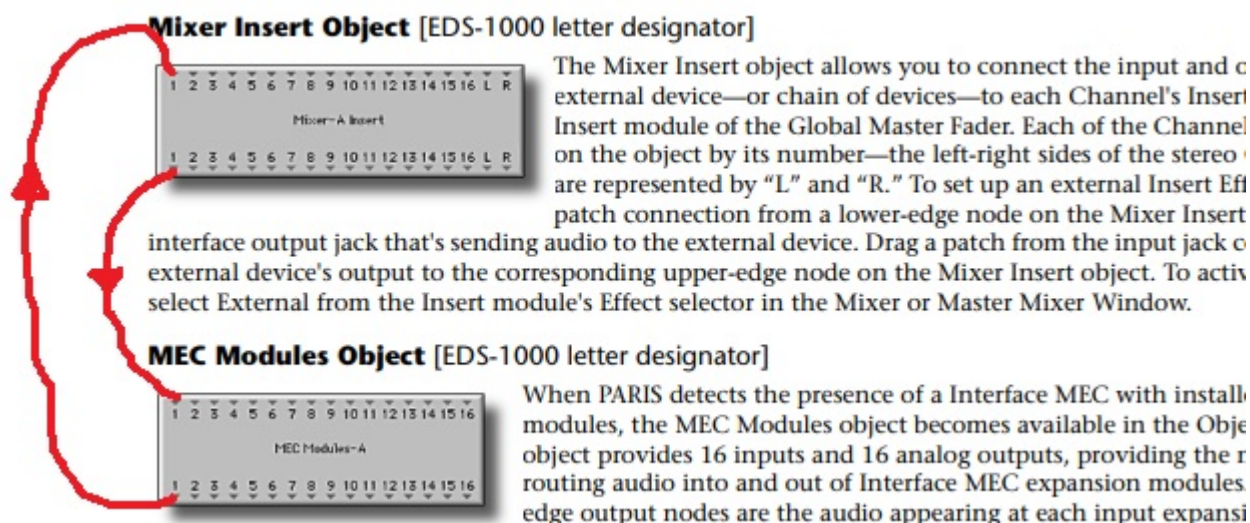 Mixer Insert Object [EDS-1000 letter designator]
1 2 3 4 5 6 7 8 9 10 11 12 13 14 15 16 L R
Mixer-A Insert
1 2 3 4 5 6 7 8 9 10 11 12 13 14 15 16 L R
The Mixer Insert object allows you to connect the input and o
external device—or chain of devices—to each Channel's Insert
Insert module of the Global Master Fader. Each of the Channel
on the object by its number—the left-right sides of the stereo
are represented by “L” and “R.” To set up an external Insert Eff
patch connection from a lower-edge node on the Mixer Insert
interface output jack that's sending audio to the external device. Drag a patch from the input jack c
external device's output to the corresponding upper-edge node on the Mixer Insert object. To activ
select External from the Insert module's Effect selector in the Mixer or Master Mixer Window.
MEC Modules Object [EDS-1000 letter designator]
1 2 3 4 5 6 7 8 9 10 11 12 13 14 15 16
MEC Modules-A
1 2 3 4 5 6 7 8 9 10 11 12 13 14 15 16
When PARIS detects the presence of a Interface MEC with installe
modules, the MEC Modules object becomes available in the Obje
object provides 16 inputs and 16 analog outputs, providing the
routing audio into and out of Interface MEC expansion modules.
edge output nodes are the audio appearing at each input expansi